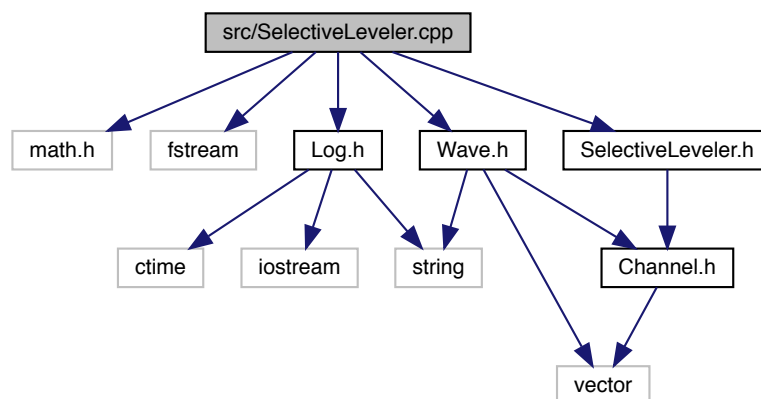 src/SelectiveLeveler.cpp
math.h
fstream
Log.h
Wave.h
SelectiveLeveler.h
ctime
iostream
string
Channel.h
vector